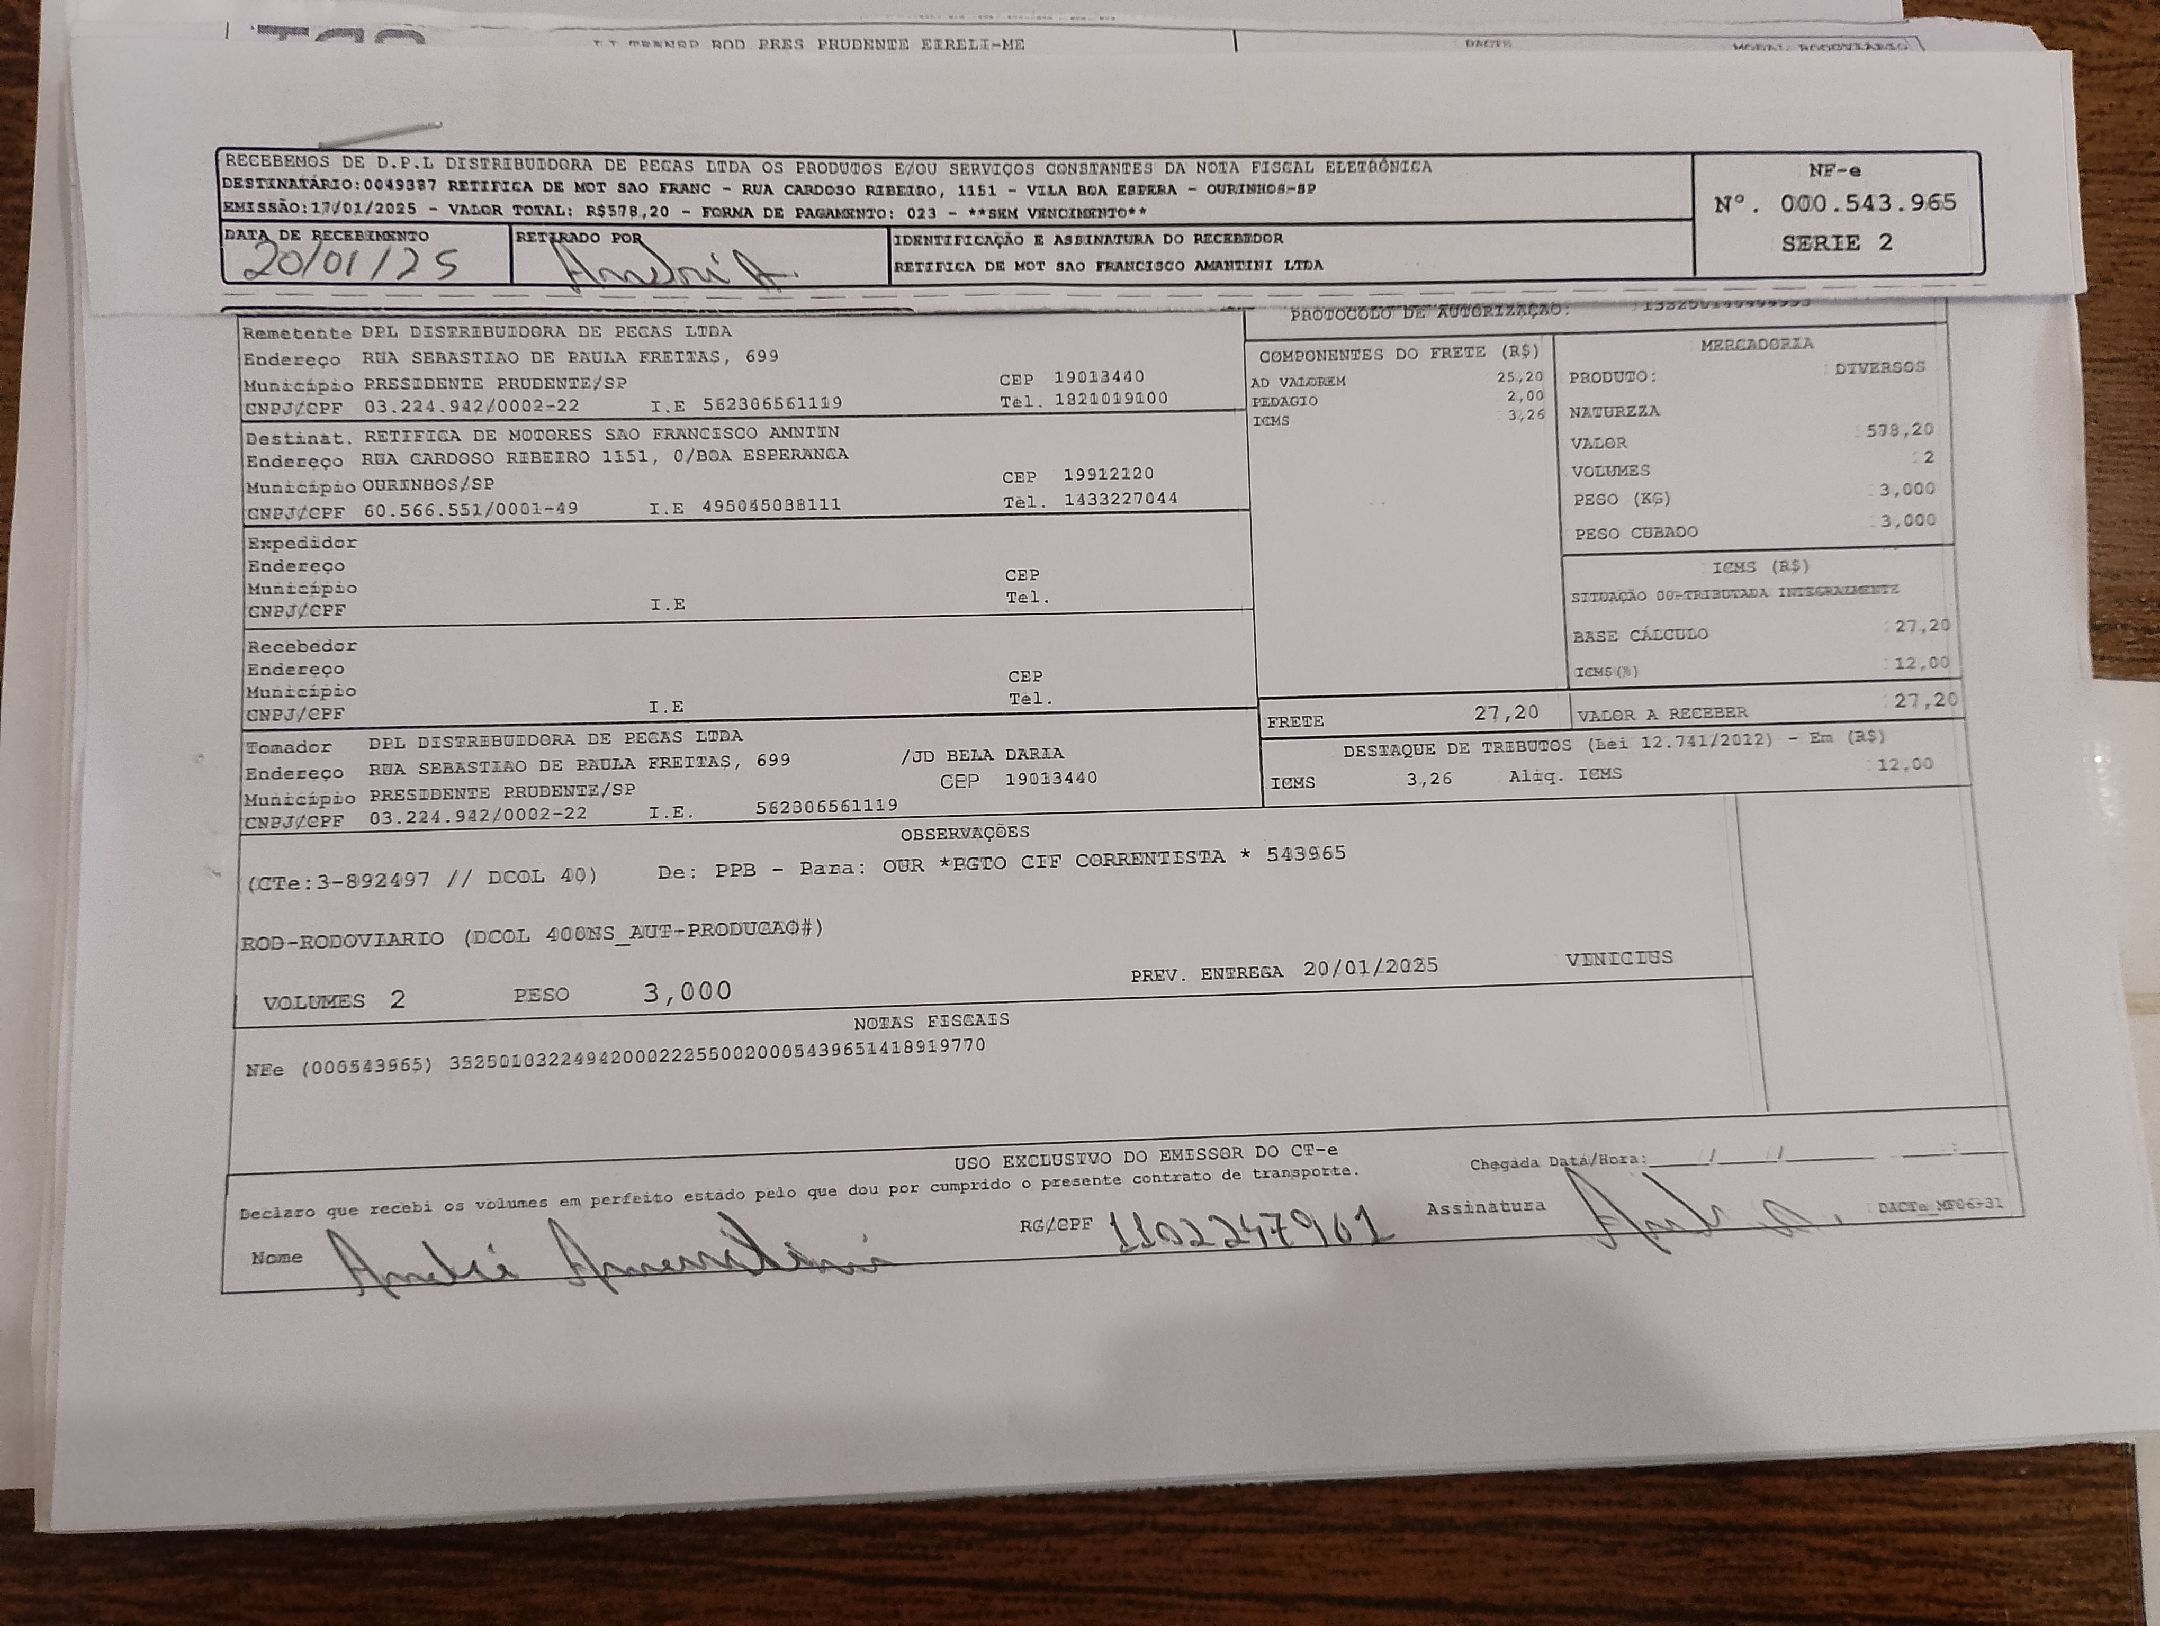 ROD PRES PRUDENTE EIRELI-ME DACTE MODAL RODOVIÁRIO
RECEBEMOS DE D.P.L DISTRIBUIDORA DE PECAS LTDA OS PRODUTOS E/OU SERVIÇOS CONSTANTES DA NOTA FISCAL ELETRÔNICA
DESTINATÁRIO:0049387 RETIFICA DE MOT SAO FRANC - RUA CARDOSO RIBEIRO, 1151 - VILA BOA ESPERA - OURINHOS-SP
EMISSÃO:17/01/2025 - VALOR TOTAL: R$578,20 - FORMA DE PAGAMENTO: 023 - **SEM VENCIMENTO**
NF-e
Nº. 000.543.965
SERIE 2
DATA DE RECEBIMENTO
20/01/25
RETIRADO POR
André A.
IDENTIFICAÇÃO E ASSINATURA DO RECEBEDOR
RETIFICA DE MOT SAO FRANCISCO AMANTINI LTDA
PROTOCOLO DE AUTORIZAÇÃO:
Remetente DPL DISTRIBUIDORA DE PECAS LTDA
Endereço RUA SEBASTIAO DE PAULA FREITAS, 699
Município PRESIDENTE PRUDENTE/SP CEP 19013440
CNPJ/CPF 03.224.942/0002-22 I.E 562306561119 Tel. 1821019100
Destinat. RETIFICA DE MOTORES SAO FRANCISCO AMNTIN
Endereço RUA CARDOSO RIBEIRO 1151, 0/BOA ESPERANCA
Município OURINHOS/SP CEP 19912120
CNPJ/CPF 60.566.551/0001-49 I.E 495045038111 Tel. 1433227044
Expedidor
Endereço
Município CEP
CNPJ/CPF I.E Tel.
Recebedor
Endereço
Município CEP
CNPJ/CPF I.E Tel.
Tomador DPL DISTRIBUIDORA DE PECAS LTDA
Endereço RUA SEBASTIAO DE PAULA FREITAS, 699 /JD BELA DARIA
Município PRESIDENTE PRUDENTE/SP CEP 19013440
CNPJ/CPF 03.224.942/0002-22 I.E. 562306561119
COMPONENTES DO FRETE (R$)
AD VALOREM 25,20
PEDAGIO 2,00
ICMS 3,26
MERCADORIA
PRODUTO: DIVERSOS
NATUREZA
VALOR 578,20
VOLUMES 2
PESO (KG) 3,000
PESO CUBADO 3,000
ICMS (R$)
SITUAÇÃO 00-TRIBUTADA INTEGRALMENTE
BASE CÁLCULO 27,20
ICMS(%) 12,00
FRETE 27,20 VALOR A RECEBER 27,20
DESTAQUE DE TRIBUTOS (Lei 12.741/2012) - Em (R$)
ICMS 3,26 Aliq. ICMS 12,00
OBSERVAÇÕES
(CTe:3-892497 // DCOL 40) De: PPB - Para: OUR *PGTO CIF CORRENTISTA * 543965
ROD-RODOVIARIO (DCOL 400NS_AUT-PRODUCAO#)
VOLUMES 2 PESO 3,000 PREV. ENTREGA 20/01/2025 VINICIUS
NOTAS FISCAIS
NFe (000543965) 35250103224942000222550020005439651418919770
USO EXCLUSIVO DO EMISSOR DO CT-e
Declaro que recebi os volumes em perfeito estado pelo que dou por cumprido o presente contrato de transporte.
Chegada Data/Hora: / / :
Nome André Amantini RG/CPF 11022247961 Assinatura André A. DACTe_MF06-31